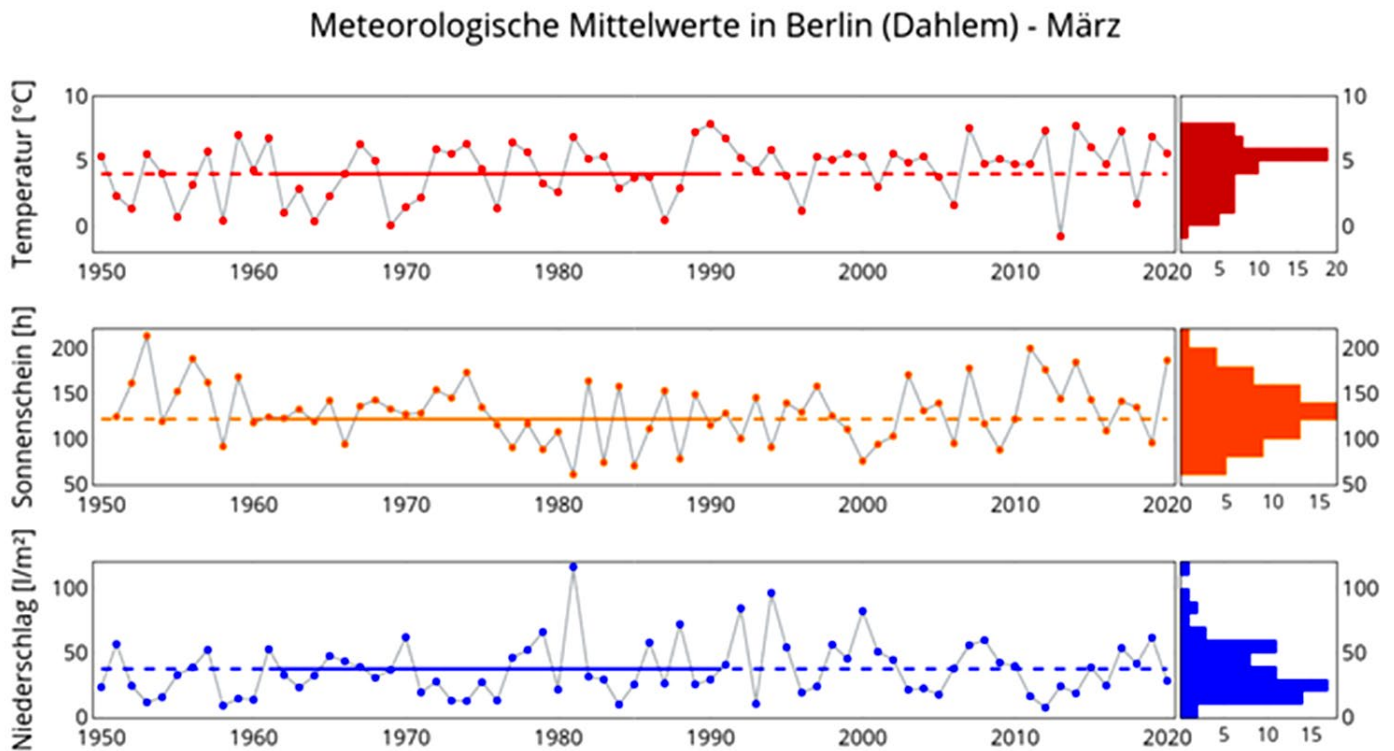 Meteorologische Mittelwerte in Berlin (Dahlem) - März
Temperatur [°C]
10
5
0
1950 1960 1970 1980 1990 2000 2010 2020
10
5
0
0 5 10 15 20
Sonnenschein [h]
200
150
100
50
1950 1960 1970 1980 1990 2000 2010 2020
200
150
100
50
5 10 15
Niederschlag [l/m²]
100
50
0
1950 1960 1970 1980 1990 2000 2010 2020
100
50
0
5 10 15